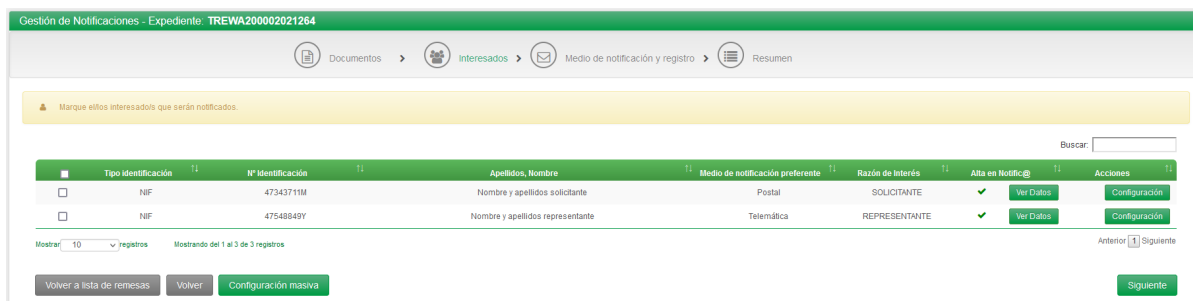 Gestión de Notificaciones - Expediente: TREWA200002021264
Documentos > Interesados > Medio de notificación y registro > Resumen
Marque el/los interesado/s que serán notificados.
Buscar:
Tipo identificación Nº Identificación Apellidos, Nombre Medio de notificación preferente Razón de Interés Alta en Notific@ Acciones
NIF 47343711M Nombre y apellidos solicitante Postal SOLICITANTE Ver Datos Configuración
NIF 47548849Y Nombre y apellidos representante Telemática REPRESENTANTE Ver Datos Configuración
Mostrar 10 registros Mostrando del 1 al 3 de 3 registros Anterior 1 Siguiente
Volver a lista de remesas Volver Configuración masiva Siguiente